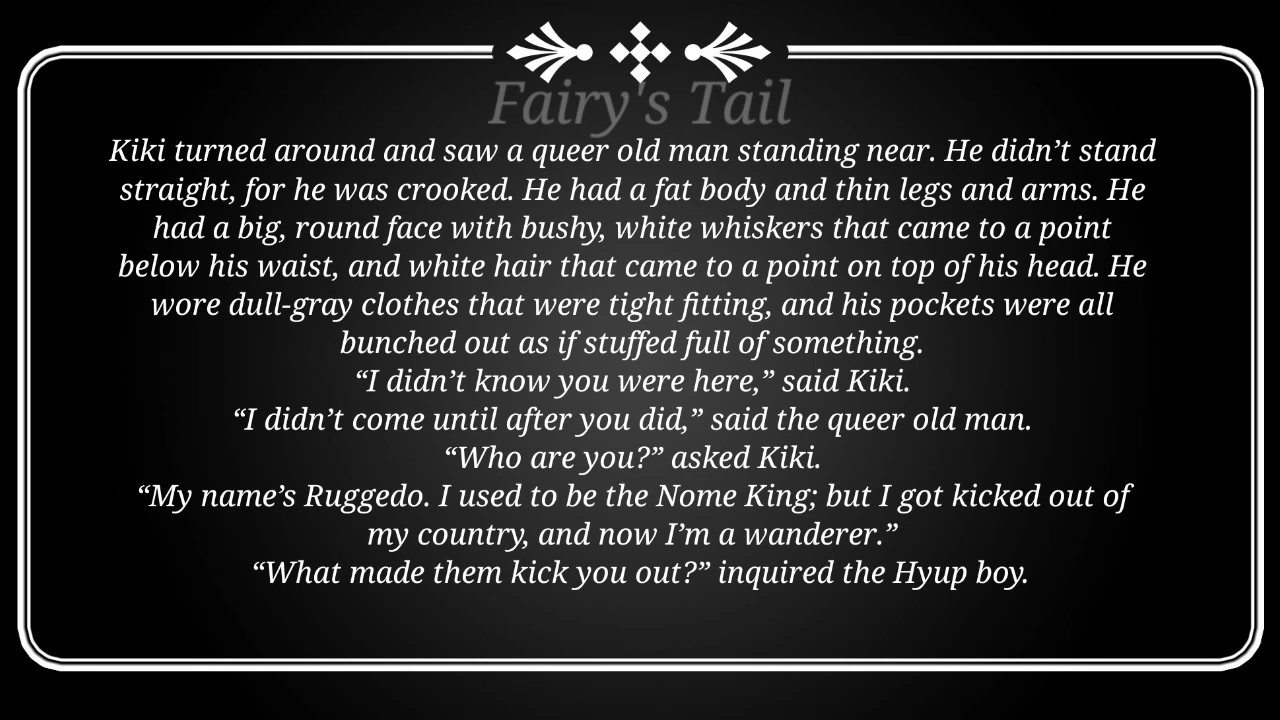 Fairy's Tail
Kiki turned around and saw a queer old man standing near. He didn’t stand
straight, for he was crooked. He had a fat body and thin legs and arms. He
had a big, round face with bushy, white whiskers that came to a point
below his waist, and white hair that came to a point on top of his head. He
wore dull-gray clothes that were tight fitting, and his pockets were all
bunched out as if stuffed full of something.
“I didn’t know you were here,” said Kiki.
“I didn’t come until after you did,” said the queer old man.
“Who are you?” asked Kiki.
“My name’s Ruggedo. I used to be the Nome King; but I got kicked out of
my country, and now I’m a wanderer.”
“What made them kick you out?” inquired the Hyup boy.